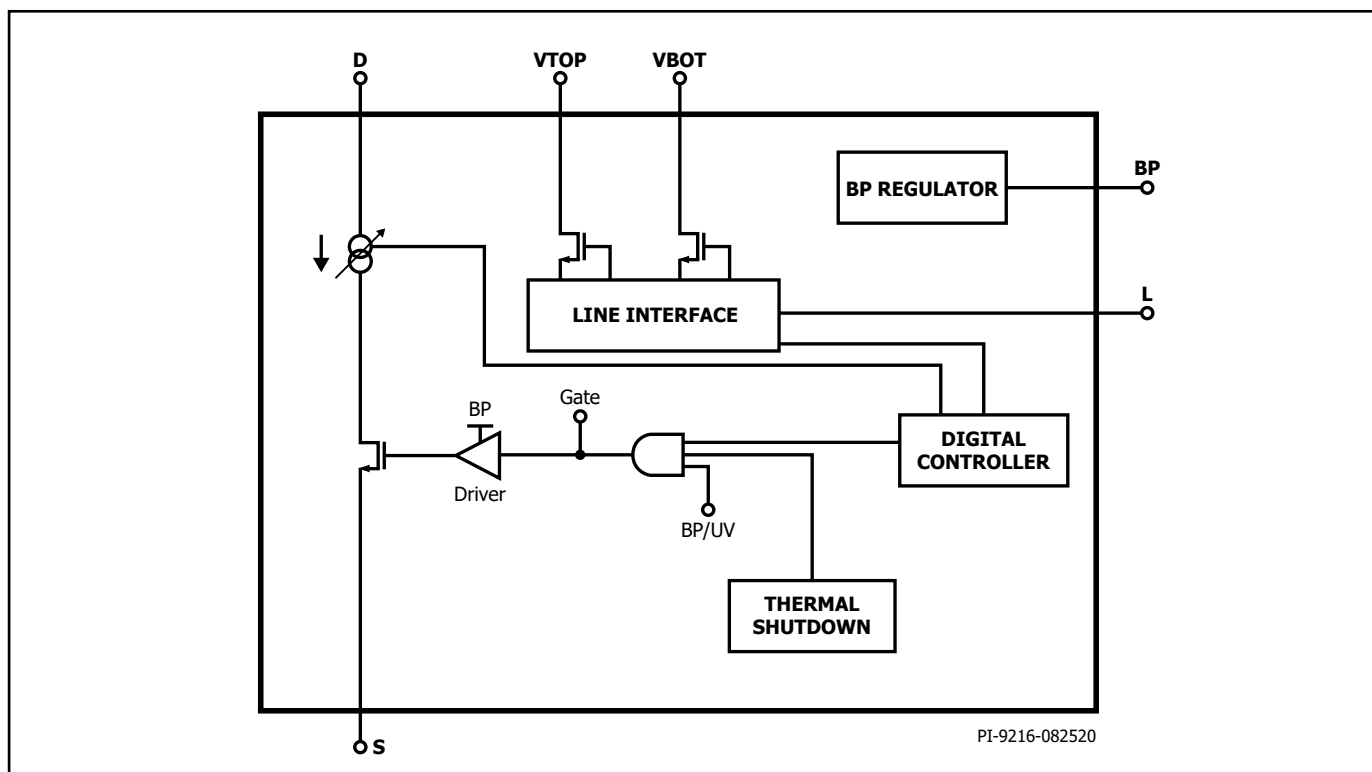 D
VTOP
VBOT
BP REGULATOR
BP
LINE INTERFACE
L
Gate
BP
DIGITAL
CONTROLLER
Driver
BP/UV
THERMAL
SHUTDOWN
PI-9216-082520
S